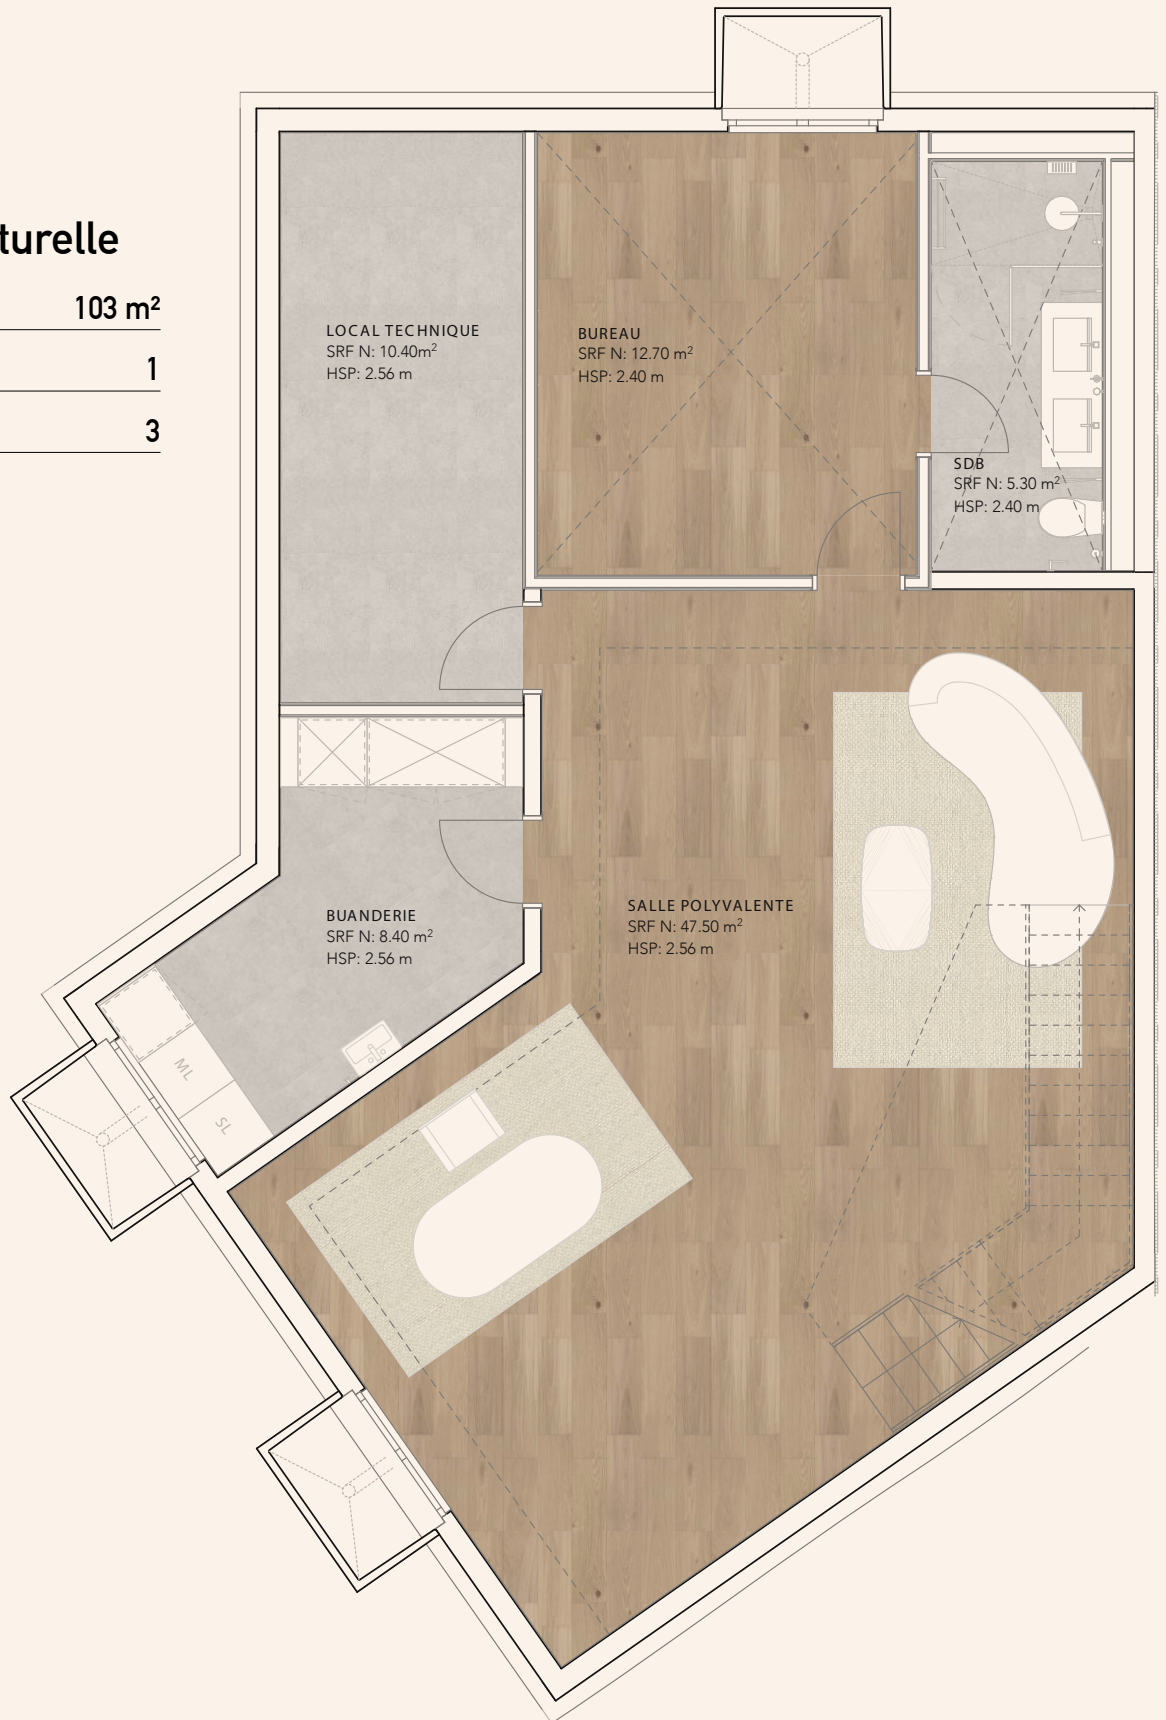 turelle
103 m²
1
3
LOCAL TECHNIQUE
SRF N: 10.40m²
HSP: 2.56 m
BUREAU
SRF N: 12.70 m²
HSP: 2.40 m
SDB
SRF N: 5.30 m²
HSP: 2.40 m
BUANDERIE
SRF N: 8.40 m²
HSP: 2.56 m
SALLE POLYVALENTE
SRF N: 47.50 m²
HSP: 2.56 m
ML
SL